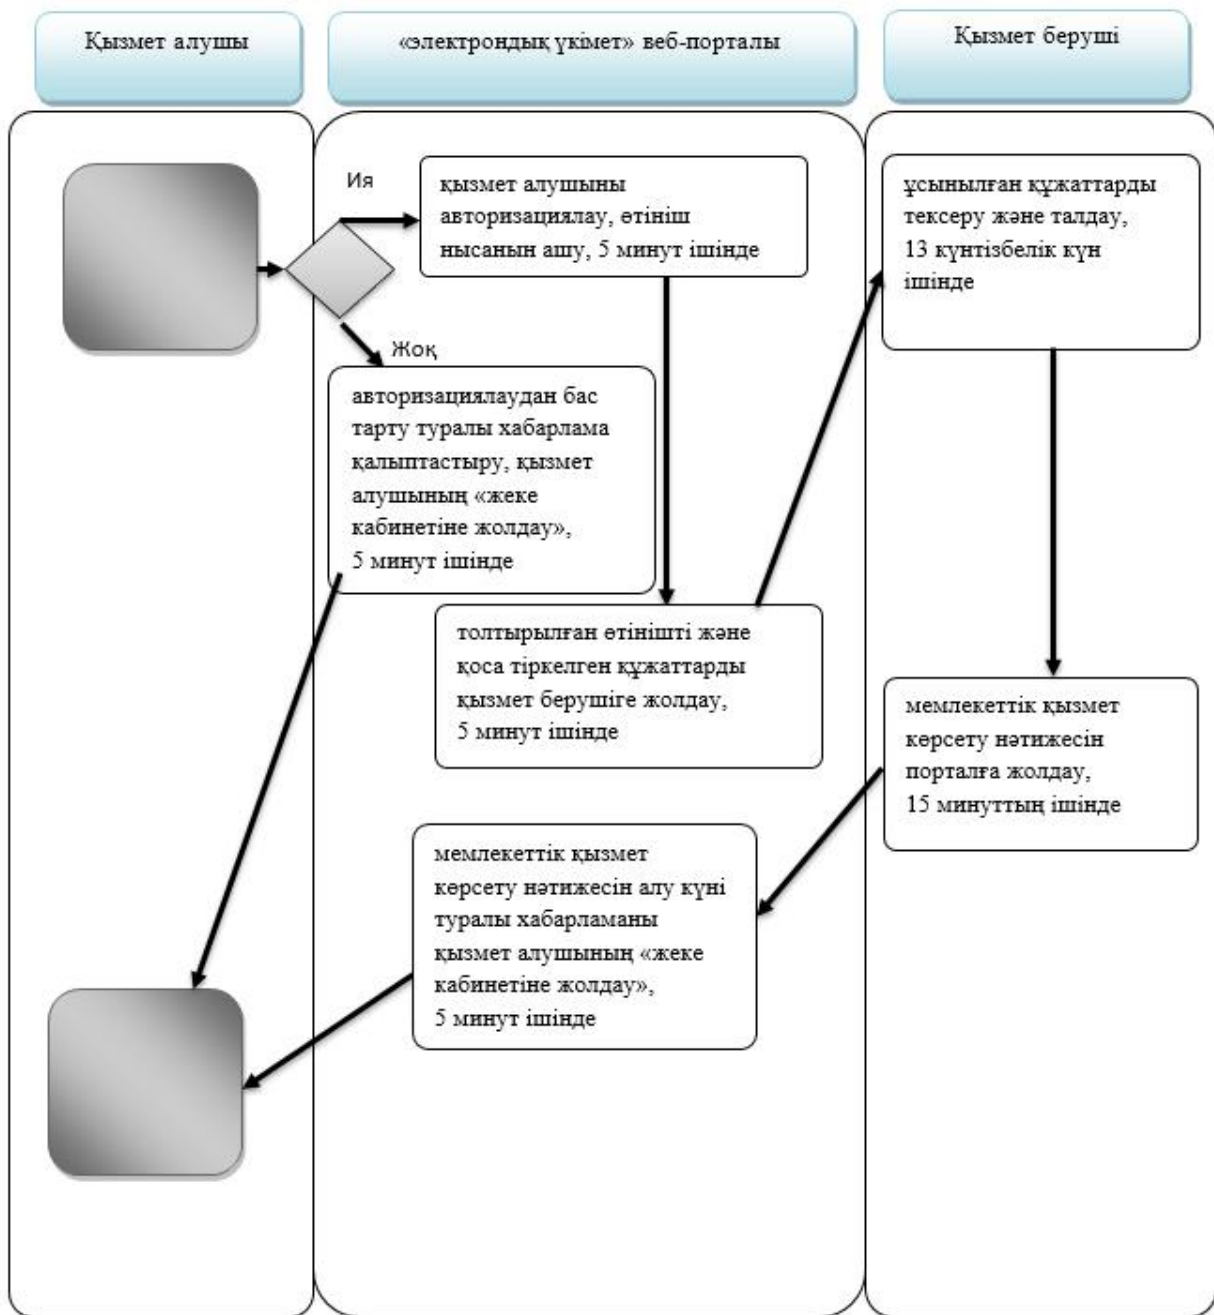 Қызмет алушы
«электрондық үкімет» веб-порталы
Қызмет беруші
Ия
қызмет алушыны
авторизациялау, өтініш
нысанын ашу, 5 минут ішінде
ұсынылған құжаттарды
тексеру және талдау,
13 күнтізбелік күн
ішінде
Жоқ
авторизациялаудан бас
тарту туралы хабарлама
қалыптастыру, қызмет
алушының «жеке
кабинетіне жолдау»,
5 минут ішінде
толтырылған өтінішті және
қоса тіркелген құжаттарды
қызмет берушіге жолдау,
5 минут ішінде
мемлекеттік қызмет
көрсету нәтижесін
порталға жолдау,
15 минуттың ішінде
мемлекеттік қызмет
көрсету нәтижесін алу күні
туралы хабарламаны
қызмет алушының «жеке
кабинетіне жолдау»,
5 минут ішінде